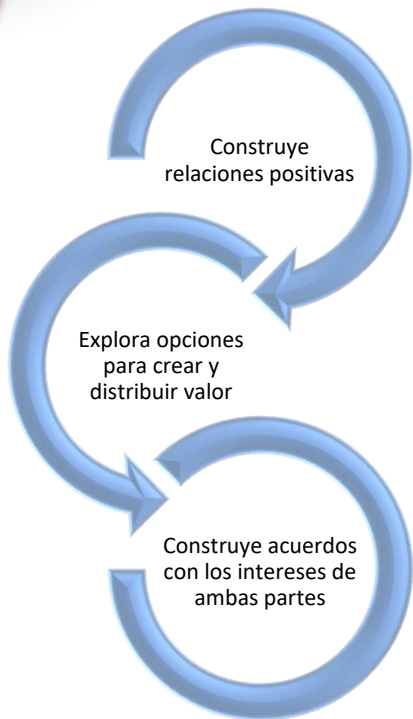 Construye
relaciones positivas
Explora opciones
para crear y
distribuir valor
Construye acuerdos
con los intereses de
ambas partes